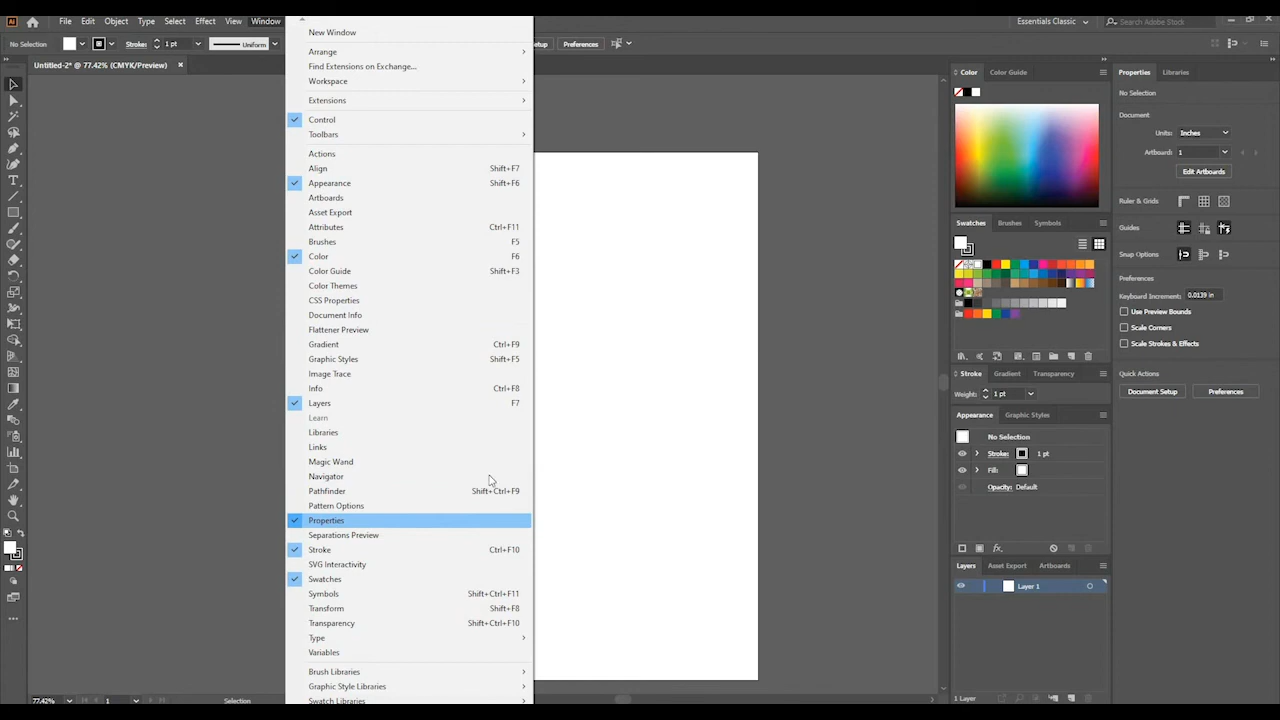 Ai File Edit Object Type Select Effect View Window Essentials Classic Search Adobe Stock
No Selection Stroke: 1 pt Uniform Preferences
Untitled-2* @ 77.42% (CMYK/Preview) ×
New Window
Arrange
Find Extensions on Exchange...
Workspace
Extensions
Control
Toolbars
Actions
Align Shift+F7
Appearance Shift+F6
Artboards
Asset Export
Attributes Ctrl+F11
Brushes F5
Color F6
Color Guide Shift+F3
Color Themes
CSS Properties
Document Info
Flattener Preview
Gradient Ctrl+F9
Graphic Styles Shift+F5
Image Trace
Info Ctrl+F8
Layers F7
Learn
Libraries
Links
Magic Wand
Navigator
Pathfinder Shift+Ctrl+F9
Pattern Options
Properties
Separations Preview
Stroke Ctrl+F10
SVG Interactivity
Swatches
Symbols Shift+Ctrl+F11
Transform Shift+F8
Transparency Shift+Ctrl+F10
Type
Variables
Brush Libraries
Graphic Style Libraries
Swatch Libraries
Color Color Guide
Swatches Brushes Symbols
Stroke Gradient Transparency
Weight: 1 pt
Appearance Graphic Styles
No Selection
Stroke: 1 pt
Fill:
Opacity: Default
fx.
Layers Asset Export Artboards
Layer 1
1 Layer
Properties Libraries
No Selection
Document
Units: Inches
Artboard: 1
Edit Artboards
Ruler & Grids
Guides
Snap Options
Preferences
Keyboard Increment: 0.0139 in
Use Preview Bounds
Scale Corners
Scale Strokes & Effects
Quick Actions
Document Setup Preferences
77.42% 1 Selection